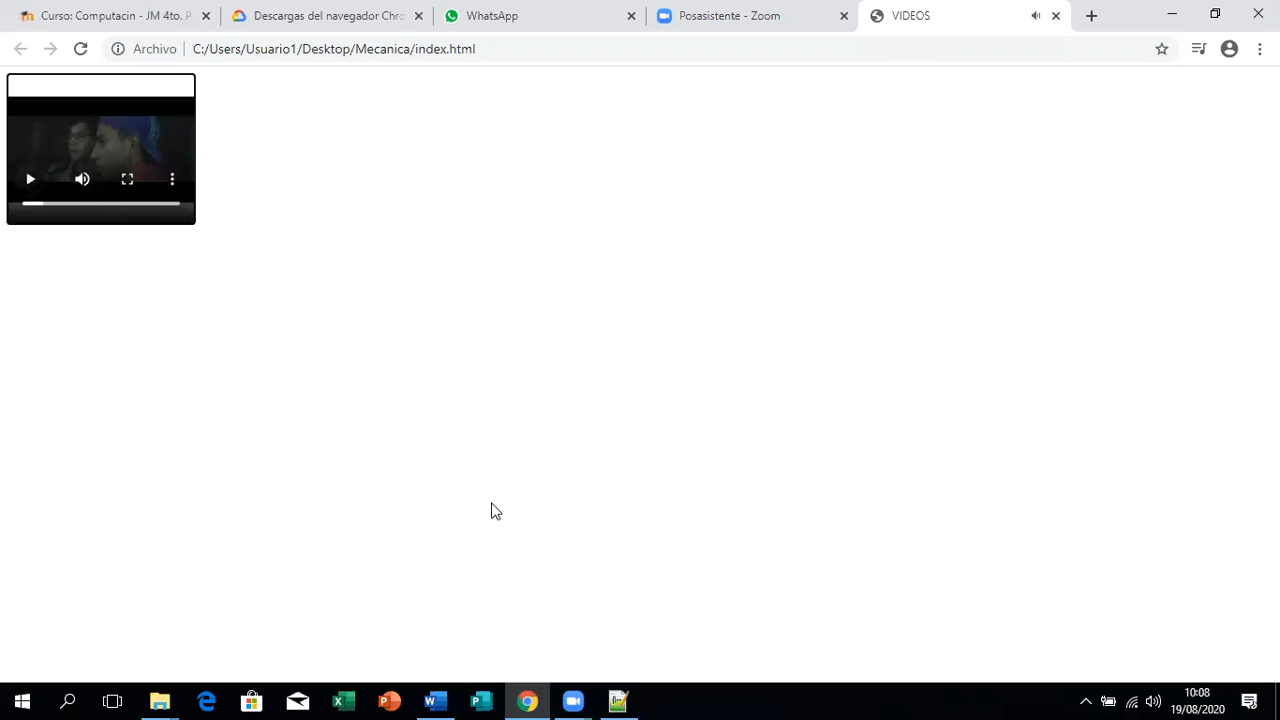 Curso: Computacin - JM 4to. P
Descargas del navegador Ch
WhatsApp
Posasistente - Zoom
VIDEOS
Archivo
C:/Users/Usuario1/Desktop/Mecanica/index.html
10:08
19/08/2020